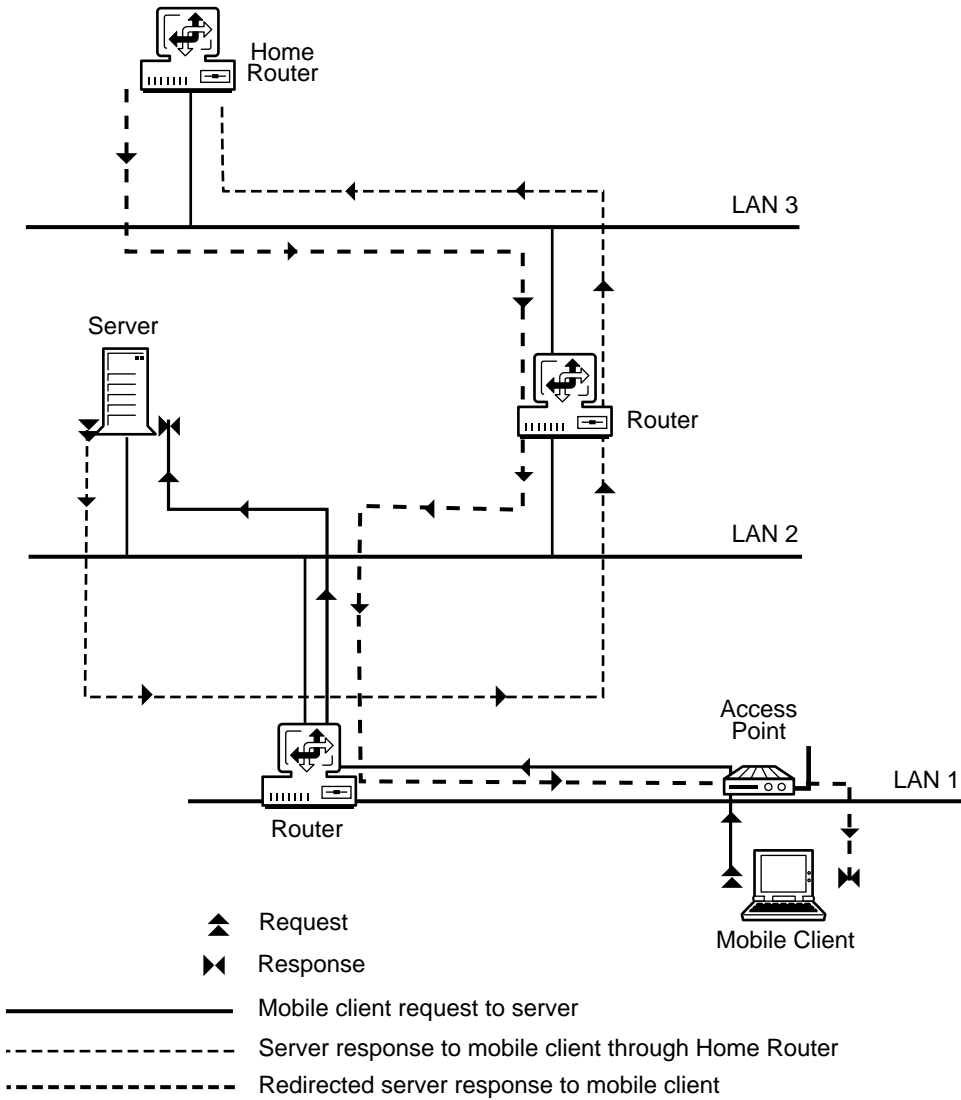 Home
Router
LAN 3
Server
Router
LAN 2
Access
Point
LAN 1
Router
Mobile Client
Request
Response
Mobile client request to server
Server response to mobile client through Home Router
Redirected server response to mobile client